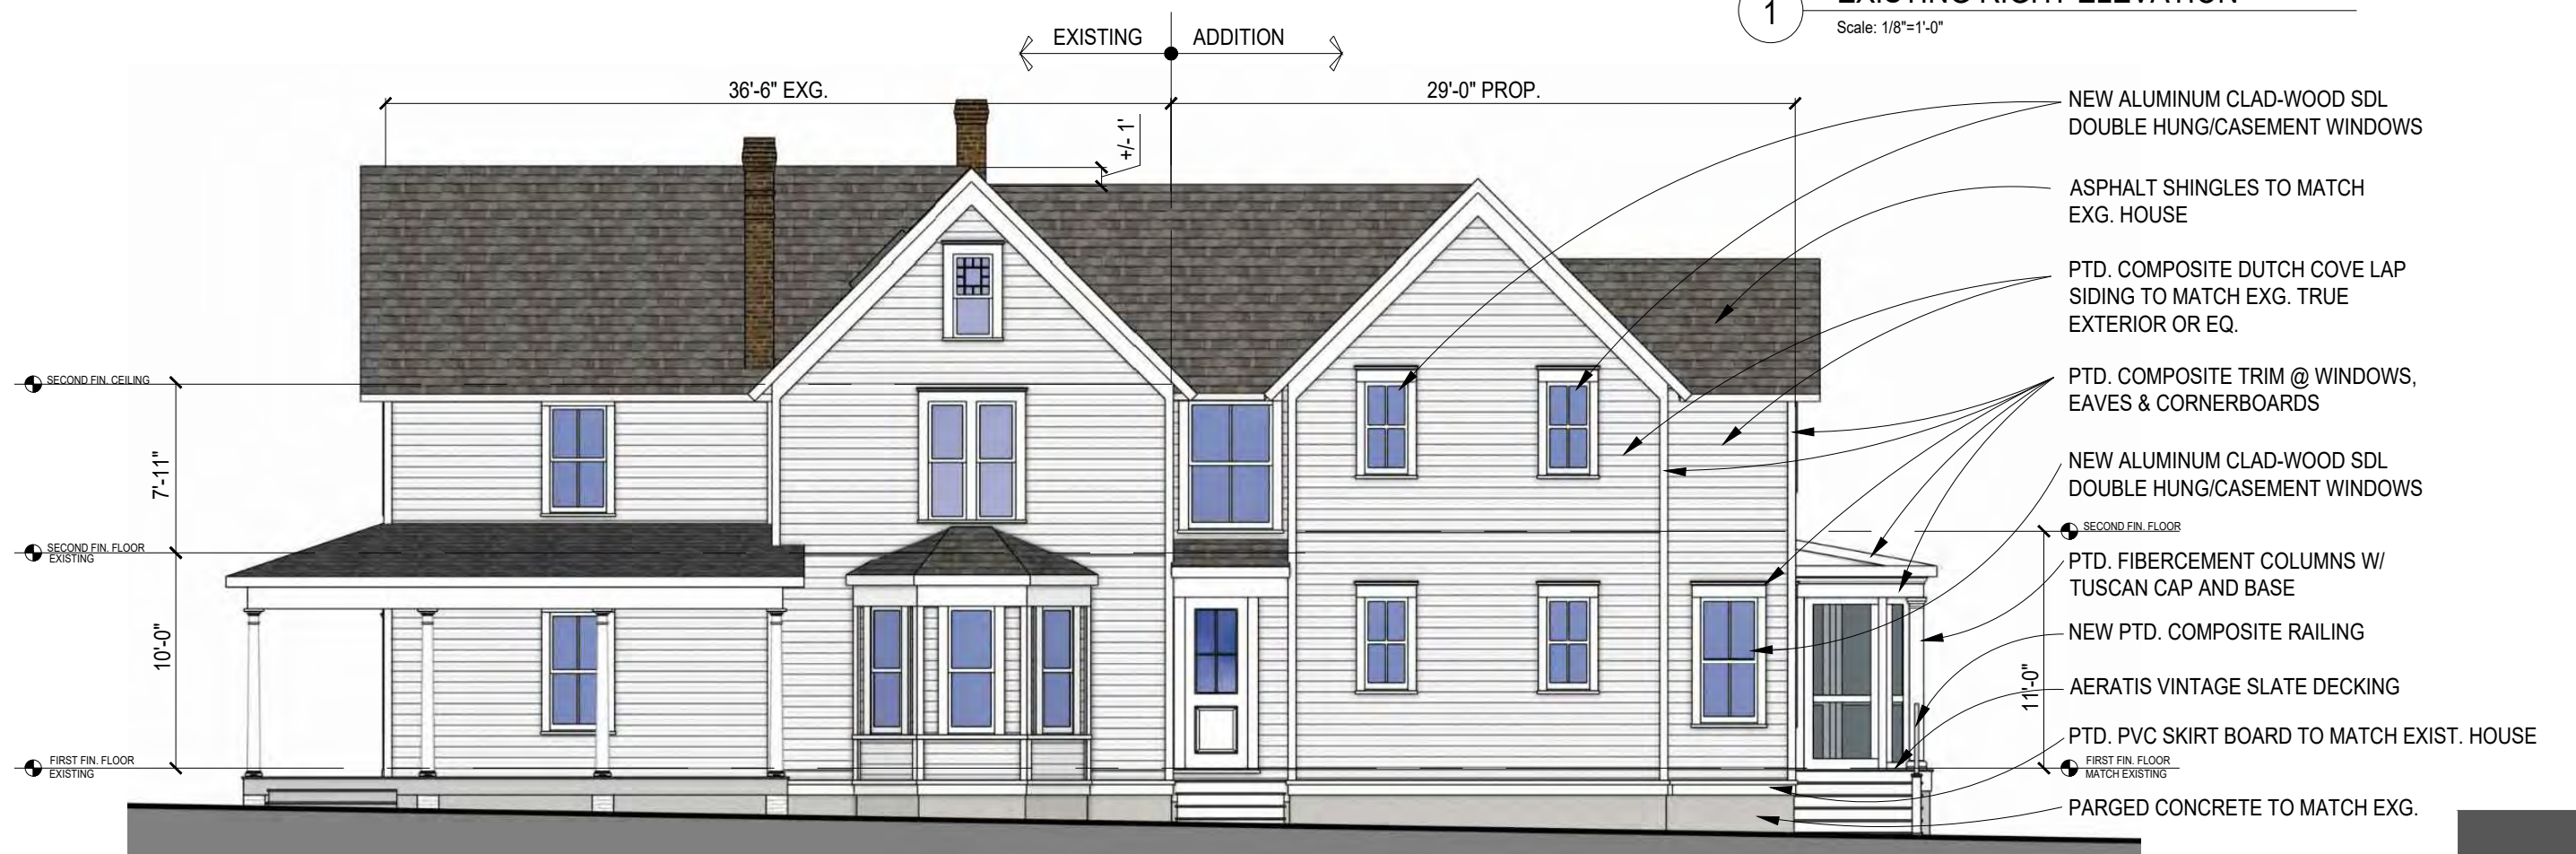 1
EXISTING RIGHT ELEVATION
Scale: 1/8"=1'-0"
EXISTING
ADDITION
36'-6" EXG.
29'-0" PROP.
+/- 1'
NEW ALUMINUM CLAD-WOOD SDL
DOUBLE HUNG/CASEMENT WINDOWS
ASPHALT SHINGLES TO MATCH
EXG. HOUSE
PTD. COMPOSITE DUTCH COVE LAP
SIDING TO MATCH EXG. TRUE
EXTERIOR OR EQ.
PTD. COMPOSITE TRIM @ WINDOWS,
EAVES & CORNERBOARDS
NEW ALUMINUM CLAD-WOOD SDL
DOUBLE HUNG/CASEMENT WINDOWS
SECOND FIN. FLOOR
PTD. FIBERCEMENT COLUMNS W/
TUSCAN CAP AND BASE
NEW PTD. COMPOSITE RAILING
11'-0"
AERATIS VINTAGE SLATE DECKING
PTD. PVC SKIRT BOARD TO MATCH EXIST. HOUSE
FIRST FIN. FLOOR
MATCH EXISTING
PARGED CONCRETE TO MATCH EXG.
SECOND FIN. CEILING
7'-11"
SECOND FIN. FLOOR
EXISTING
10'-0"
FIRST FIN. FLOOR
EXISTING